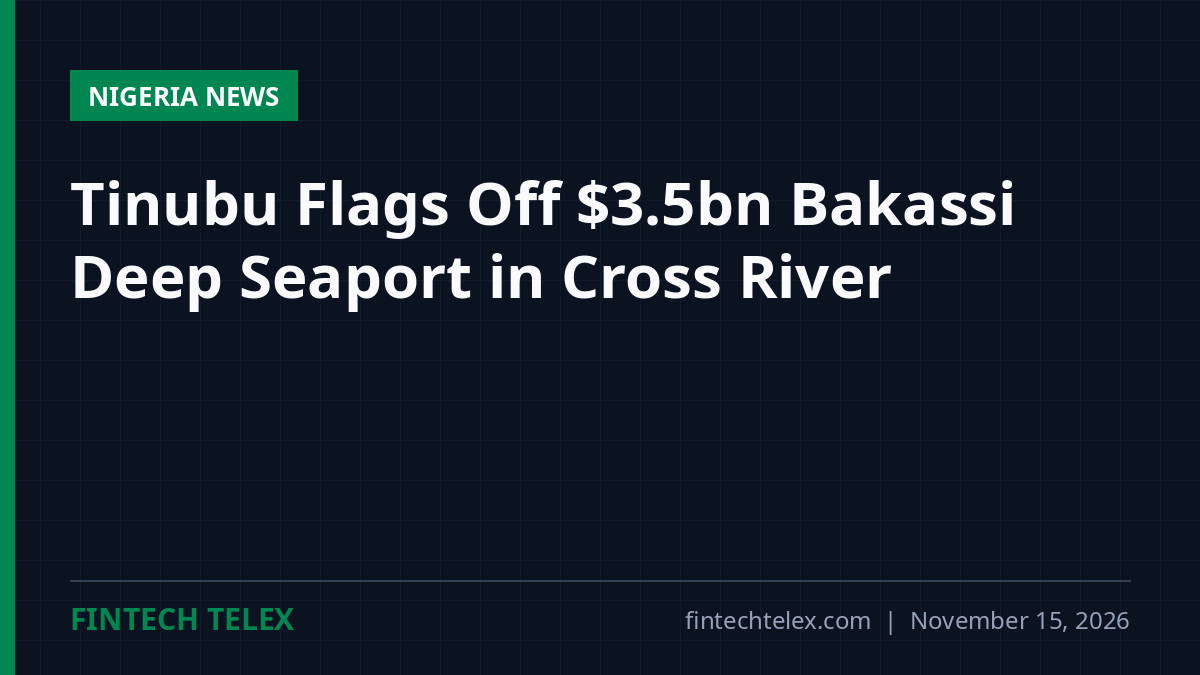 NIGERIA NEWS
Tinubu Flags Off $3.5bn Bakassi
Deep Seaport in Cross River
FINTECH TELEX
fintechtelex.com | November 15, 2026